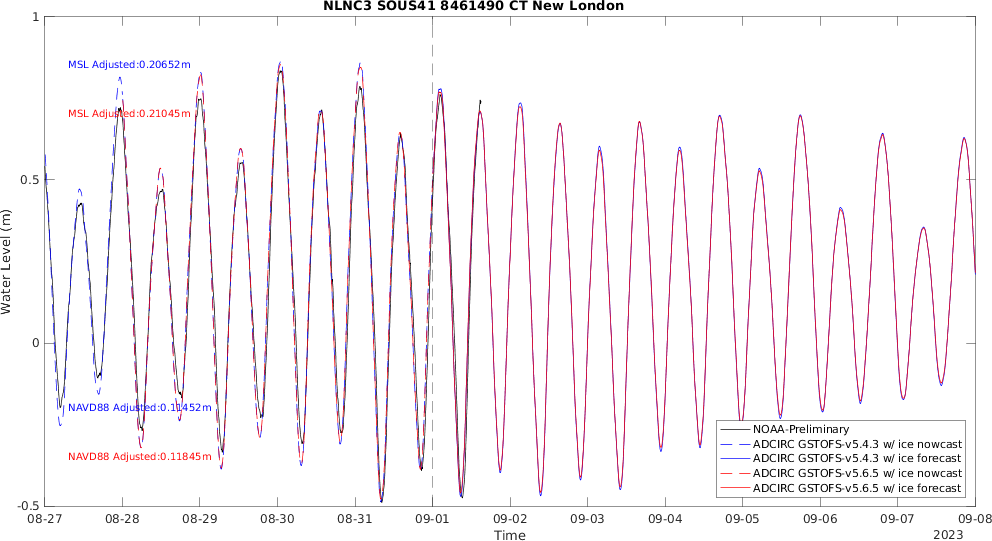 NLNC3 SOUS41 8461490 CT New London
1
0.5
0
-0.5
Water Level (m)
MSL Adjusted:0.20652m
MSL Adjusted:0.21045m
NAVD88 Adjusted:0.11452m
NAVD88 Adjusted:0.11845m
NOAA-Preliminary
ADCIRC GSTOFS-v5.4.3 w/ ice nowcast
ADCIRC GSTOFS-v5.4.3 w/ ice forecast
ADCIRC GSTOFS-v5.6.5 w/ ice nowcast
ADCIRC GSTOFS-v5.6.5 w/ ice forecast
08-27 08-28 08-29 08-30 08-31 09-01 09-02 09-03 09-04 09-05 09-06 09-07 09-08
Time
2023